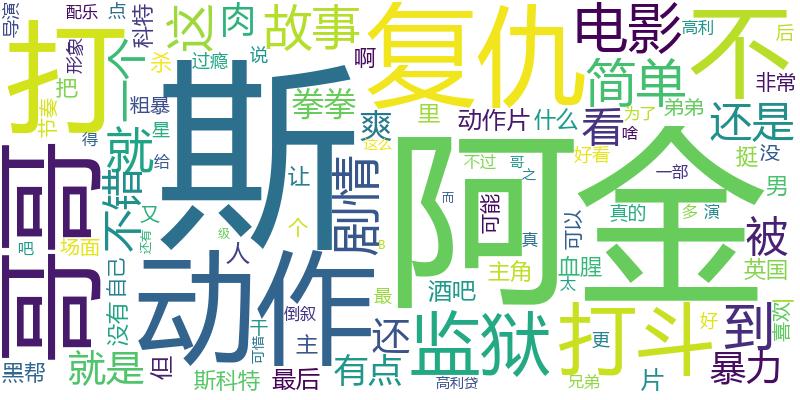 导演
配乐
点
科特
形象
打
一个
这
肉
过瘾
说
故事
啊
复仇
电影
高利
不
后
非常
杀
把
粗暴
节奏
得
星
给
就
不错
拳拳
爽
里
动作片
什么
简单
看
为了
弟弟
啥
还是
挺
没
哥哥
斯
剧情
这么
阿
金
不过
哥
之
好看
一部
男
让
又
还有
吧
场面
级
个
人
动作
可能
而
真
可以
真的
多
演
被
没有
自己
但
倒叙
可惜
干
主
还
最
B
酒吧
主角
血腥
太
英国
黑帮
就是
斯科特
最后
有点
监狱
高利贷
打斗
兄弟
更
片
好
到
暴力
喜欢